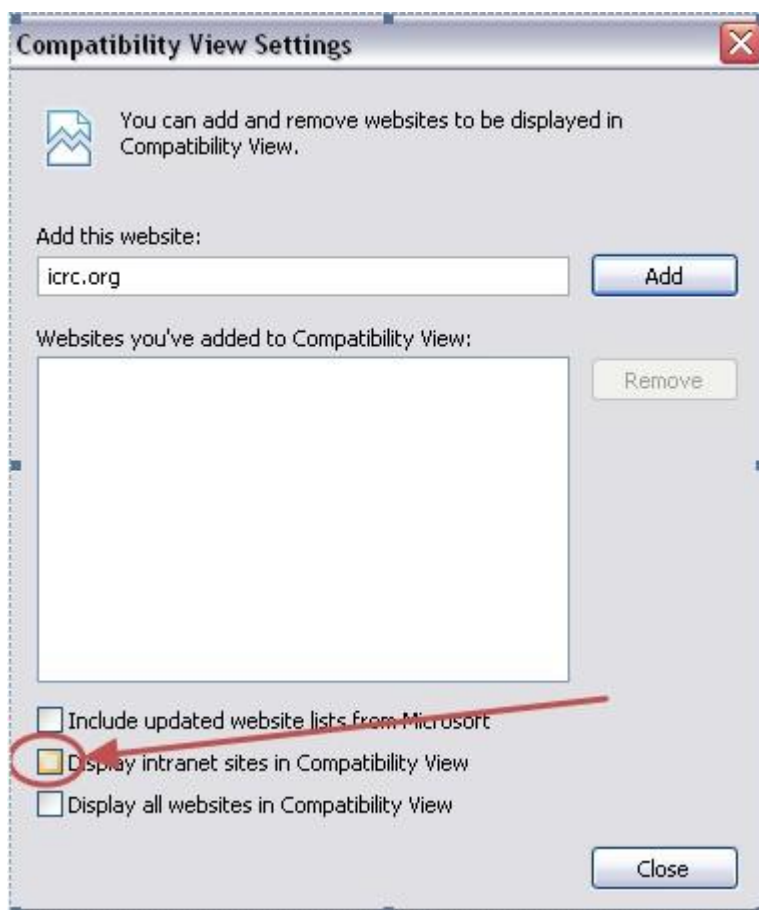 Compatibility View Settings
You can add and remove websites to be displayed in
Compatibility View.
Add this website:
icrc.org
Add
Websites you've added to Compatibility View:
Remove
Include updated website lists from Microsoft
Display intranet sites in Compatibility View
Display all websites in Compatibility View
Close